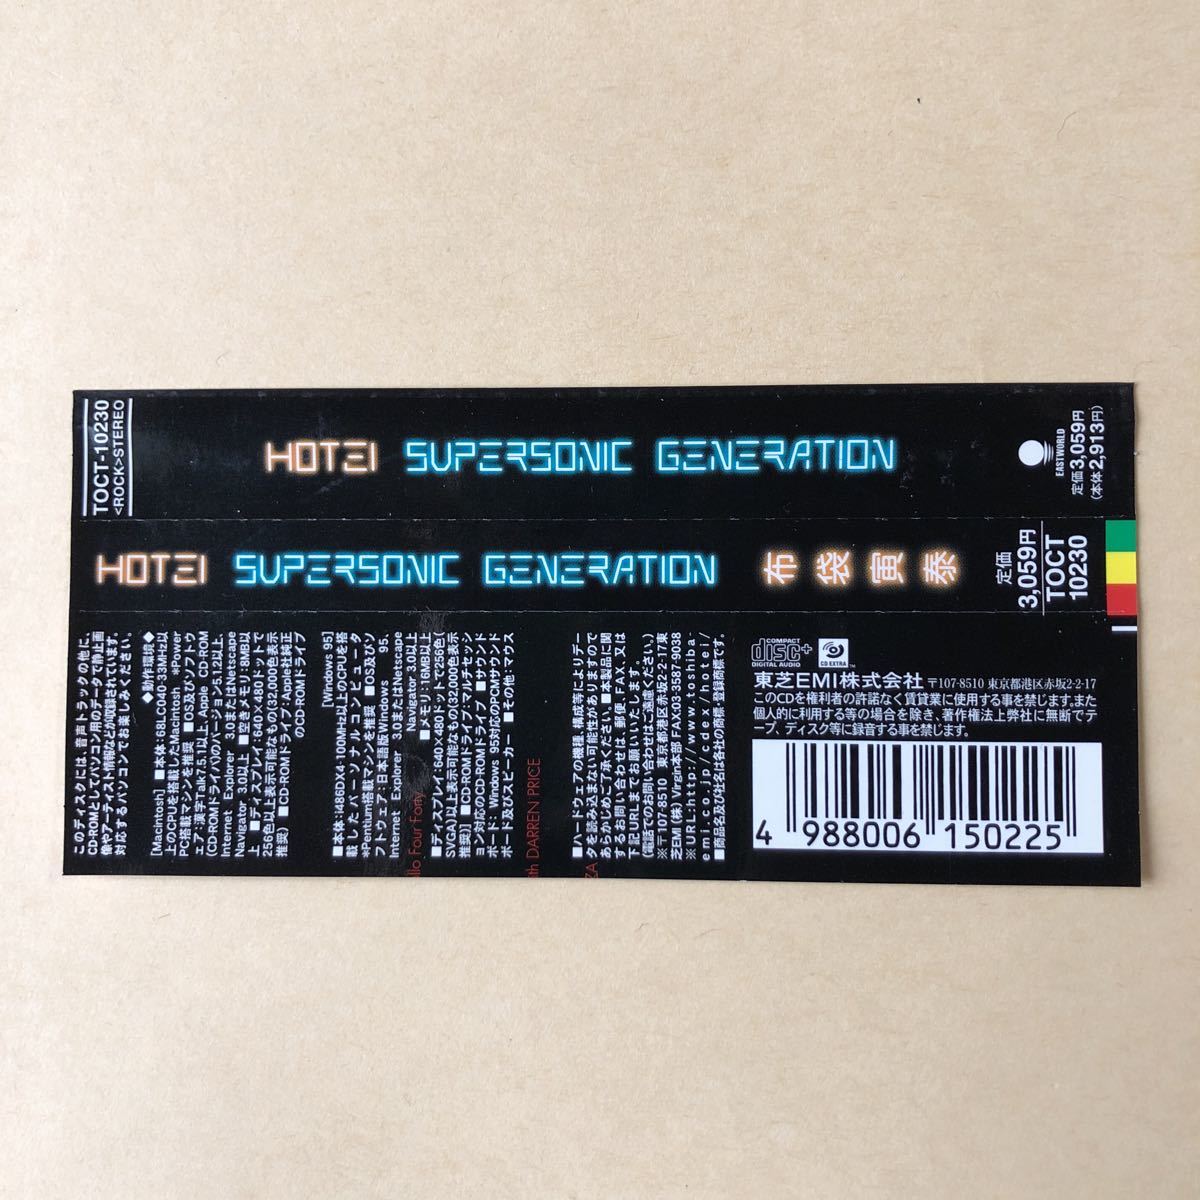 TOCT-10230
<ROCK>STEREO
HOTEI SUPERSONIC GENERATION
EASTWORLD
定価3,059円
(本体2,913円)
HOTEI SUPERSONIC GENERATION
布袋寅泰
定価
3,059円
TOCT
10230
このディスクには、音声トラックの他に、
CD-ROMとしてパソコン用のデータ(静止画
像やアーティスト情報など)が収録されています。
対応するパソコンでお楽しみください。
◆動作環境◆
[Macintosh] ■本体:68LC040-33MHz以
上のCPUを搭載したMacintosh *Power
PC搭載マシンを推奨 ■OS及びソフトウ
ェア:漢字Talk7.5.1以上、Apple CD-ROM
(CD-ROMドライバのバージョン5.1.2以上)、
Internet Explorer 3.0またはNetscape
Navigator 3.0以上 ■空きメモリ:8MB以
上 ■ディスプレイ:640×480ドットで
256色以上表示可能なもの(32,000色表示
推奨) ■CD-ROMドライブ:Apple社純正
のCD-ROMドライブ
[Windows 95]
■本体:i486DX4-100MHz以上のCPUを搭
載したパーソナルコンピュータ
*Pentium搭載マシンを推奨 ■OS及びソ
フトウェア:日本語版Windows 95、
Internet Explorer 3.0またはNetscape
Navigator 3.0以上
■メモリ:16MB以上
■ディスプレイ:640×480ドットで256色(
SVGA)以上表示可能なもの(32,000色表示
推奨)] ■CD-ROMドライブ:マルチセッシ
ョン対応のCD-ROMドライブ ■サウンド
ボード:Windows 95対応のPCMサウンド
ボード及びスピーカー ■その他:マウス
llo Four Forty
th DARREN PRICE
ZA
■ハードウェアの機種、構成等によりデー
タを読み込まない可能性がありますので
あらかじめご了承ください ■本製品に関
するお問い合わせは、郵便、FAX、又は
下記URLまでお願いいたします。
(電話でのお問い合わせはご遠慮ください。)
※〒107-8510 東京都港区赤坂2-2-17東
芝EMI(株)Virgin本部 FAX:03-3587-9038
※URL:http://www.toshiba-
emi.co.jp/cdex/hotei/
■商品名及び社名は各社の商標・登録商標です。
COMPACT
disc+
DIGITAL AUDIO
CD EXTRA
東芝EMI株式会社 〒107-8510 東京都港区赤坂2-2-17
このCDを権利者の許諾なく賃貸業に使用する事を禁じます。また
個人的に利用する等の場合を除き、著作権法上弊社に無断でテ
ープ、ディスク等に録音する事を禁じます。
4 988006 150225